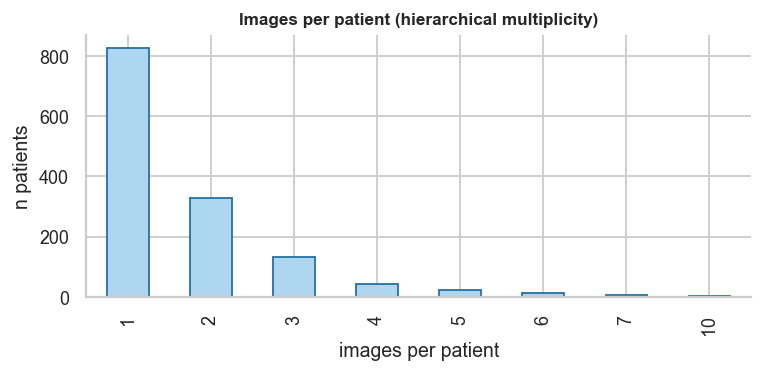 Images per patient (hierarchical multiplicity)
n patients
800
600
400
200
0
1 2 3 4 5 6 7 10
images per patient